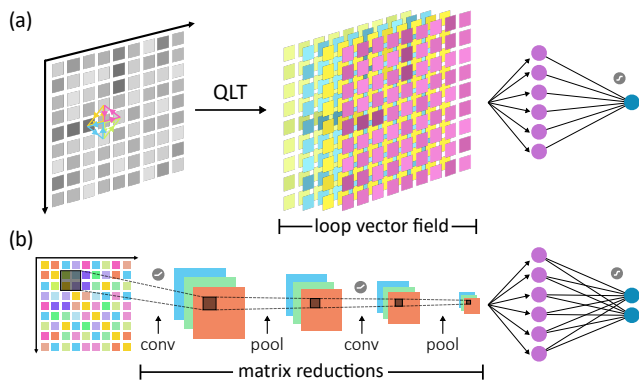 (a)
QLT
loop vector field
(b)
conv
pool
conv
pool
matrix reductions